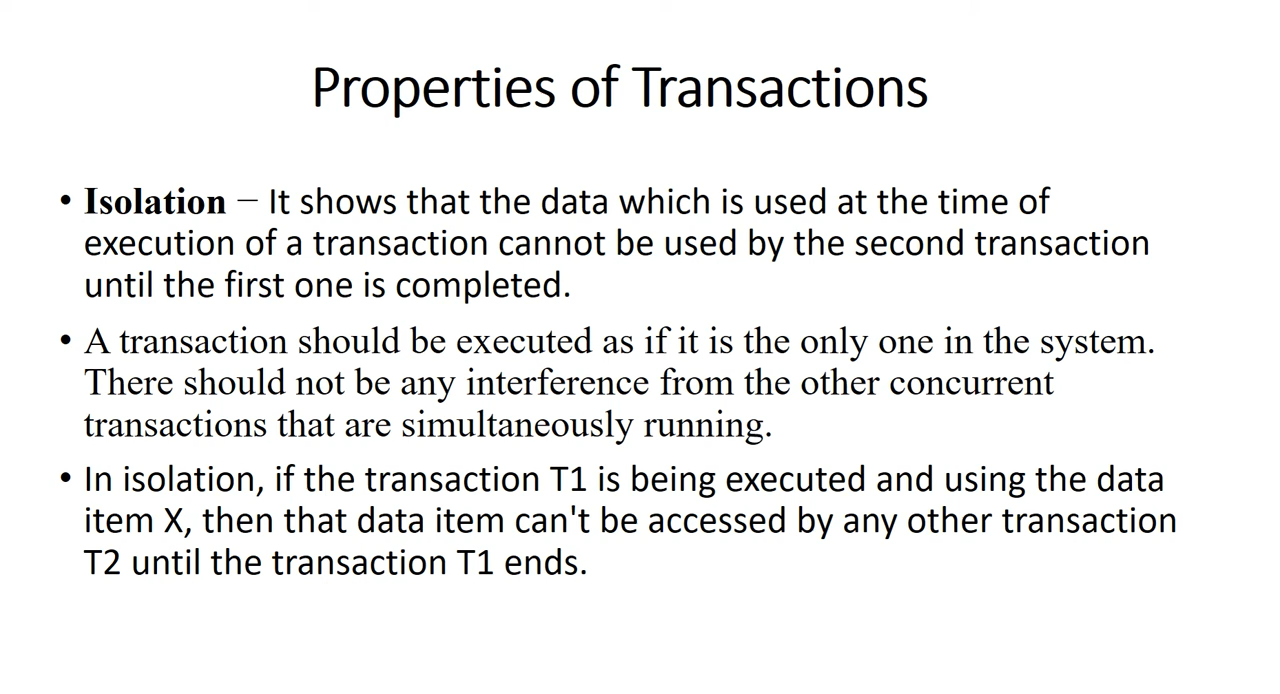 Properties of Transactions
• Isolation − It shows that the data which is used at the time of
execution of a transaction cannot be used by the second transaction
until the first one is completed.
• A transaction should be executed as if it is the only one in the system.
There should not be any interference from the other concurrent
transactions that are simultaneously running.
• In isolation, if the transaction T1 is being executed and using the data
item X, then that data item can't be accessed by any other transaction
T2 until the transaction T1 ends.